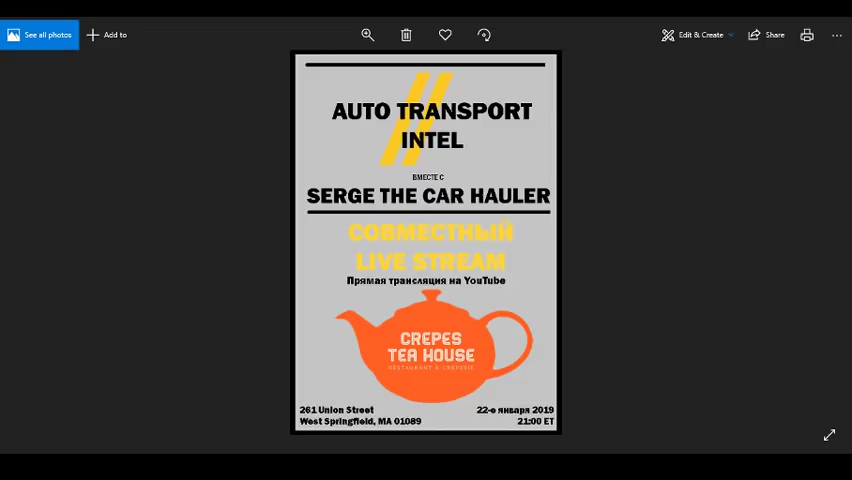 See all photos
Add to
Edit & Create
Share
AUTO TRANSPORT
INTEL
ВМЕСТЕ С
SERGE THE CAR HAULER
СОВМЕСТНЫЙ
LIVE STREAM
Прямая трансляция на YouTube
CREPES
TEA HOUSE
RESTAURANT & CREPERIE
261 Union Street
West Springfield, MA 01089
22-е января 2019
21:00 ET